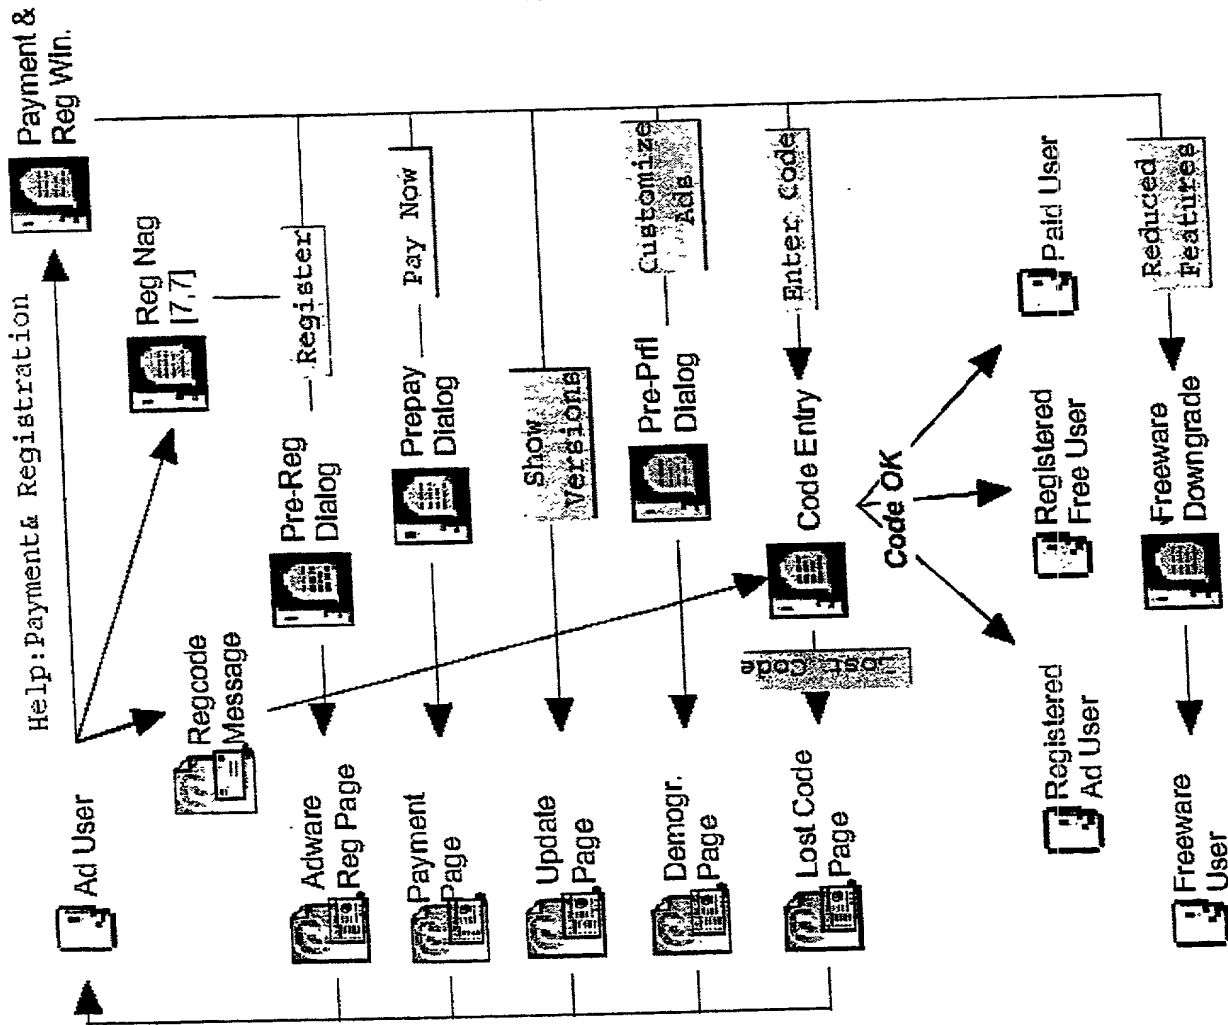 Ad User
Help:Payment& Registration
Payment &
Reg Win.
Regcode
Message
Reg Nag
[7,7]
Adware
Reg Page
Pre-Reg
Dialog
Register
Payment
Page
Prepay
Dialog
Pay Now
Update
Page
Show
Versions
Demogr.
Page
Pre-Prfl
Dialog
Customize
Ads
Lost Code
Page
Lost Code
Code Entry
Enter Code
Code OK
Registered
Ad User
Registered
Free User
Paid User
Freeware
User
Freeware
Downgrade
Reduced
Features